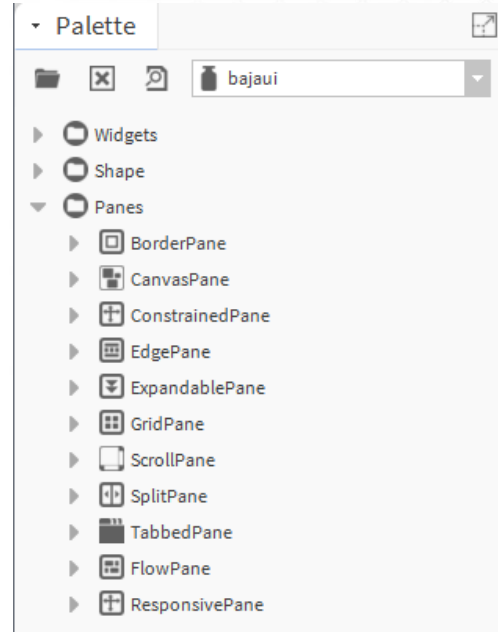 Palette
bajaui
Widgets
Shape
Panes
BorderPane
CanvasPane
ConstrainedPane
EdgePane
ExpandablePane
GridPane
ScrollPane
SplitPane
TabbedPane
FlowPane
ResponsivePane